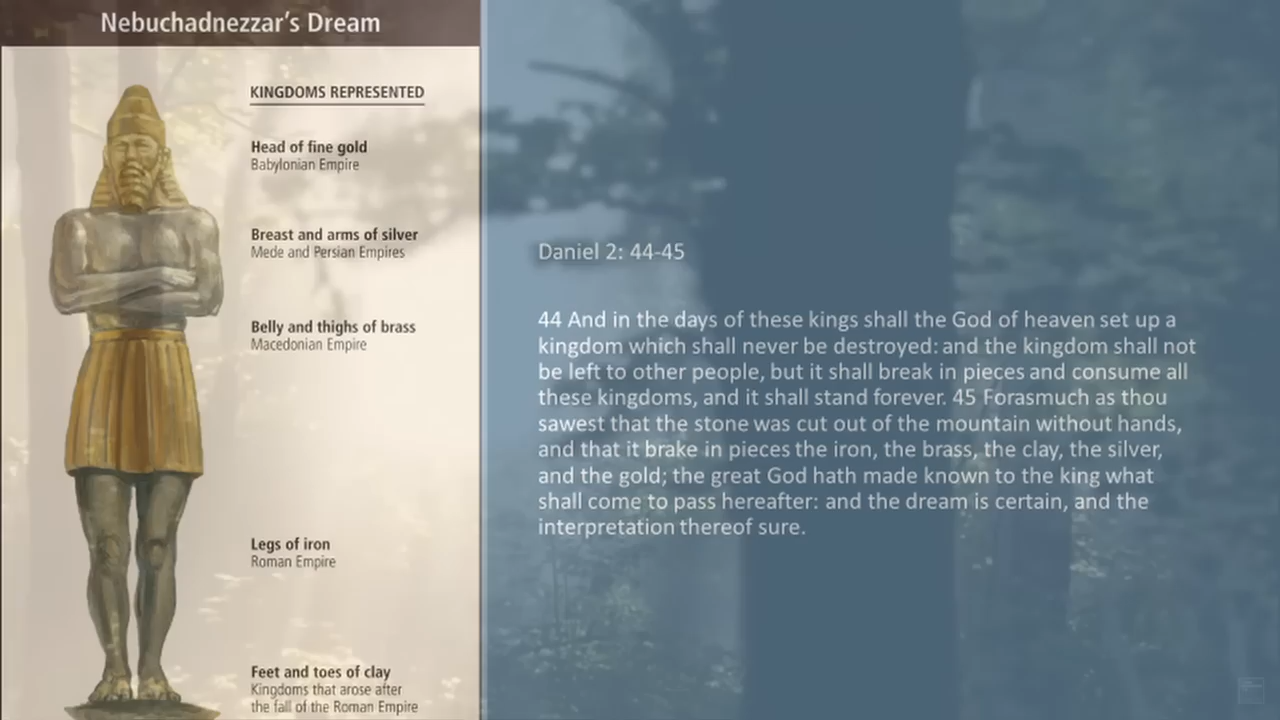 Nebuchadnezzar's Dream
KINGDOMS REPRESENTED
Head of fine gold
Babylonian Empire
Breast and arms of silver
Mede and Persian Empires
Belly and thighs of brass
Macedonian Empire
Legs of iron
Roman Empire
Feet and toes of clay
Kingdoms that arose after
the fall of the Roman Empire
Daniel 2: 44-45
44 And in the days of these kings shall the God of heaven set up a
kingdom which shall never be destroyed: and the kingdom shall not
be left to other people, but it shall break in pieces and consume all
these kingdoms, and it shall stand forever. 45 Forasmuch as thou
sawest that the stone was cut out of the mountain without hands,
and that it brake in pieces the iron, the brass, the clay, the silver,
and the gold; the great God hath made known to the king what
shall come to pass hereafter: and the dream is certain, and the
interpretation thereof sure.